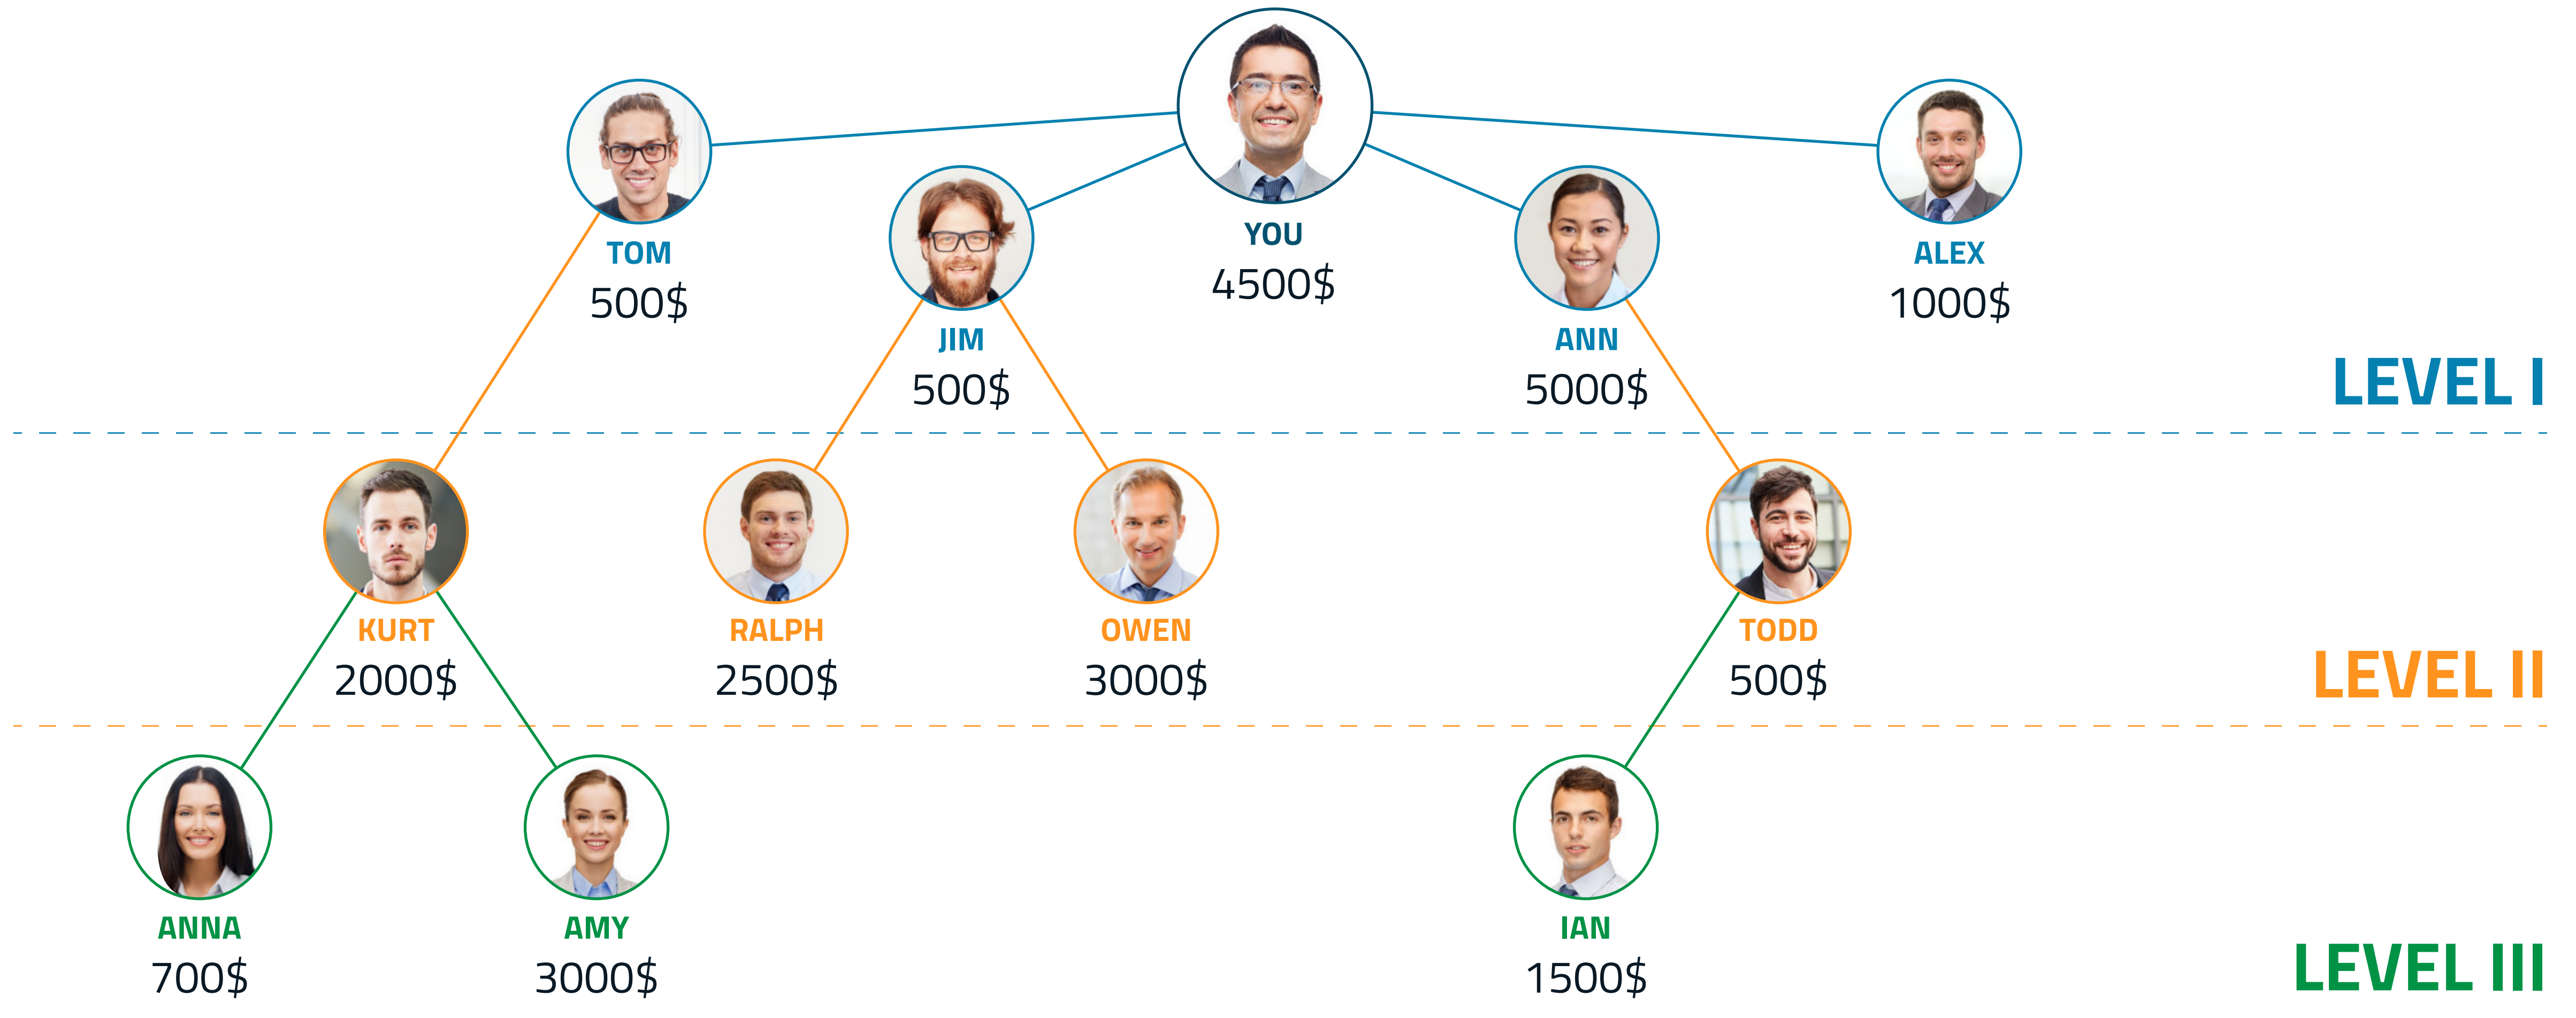 YOU
4500$
TOM
500$
ALEX
1000$
JIM
500$
ANN
5000$
LEVEL I
KURT
2000$
RALPH
2500$
OWEN
3000$
TODD
500$
LEVEL II
ANNA
700$
AMY
3000$
IAN
1500$
LEVEL III